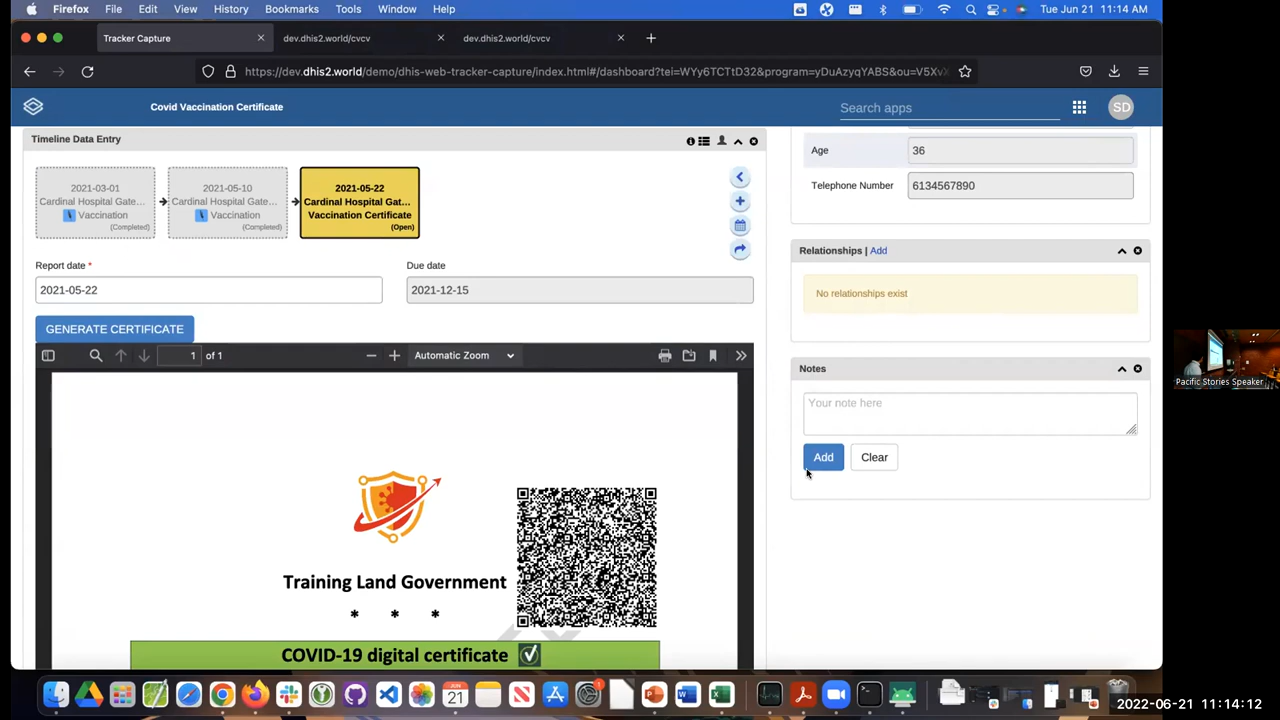 Firefox File Edit View History Bookmarks Tools Window Help Tue Jun 21 11:14 AM
Tracker Capture dev.dhis2.world/cvcv dev.dhis2.world/cvcv
https://dev.dhis2.world/demo/dhis-web-tracker-capture/index.html#/dashboard?tei=WYy6TCTtD32&program=yDuAzyqYABS&ou=V5Xv
Covid Vaccination Certificate Search apps SD
Timeline Data Entry
2021-03-01
Cardinal Hospital Gate...
Vaccination
(Completed)
2021-05-10
Cardinal Hospital Gate...
Vaccination
(Completed)
2021-05-22
Cardinal Hospital Gat...
Vaccination Certificate
(Open)
Report date *
2021-05-22
Due date
2021-12-15
GENERATE CERTIFICATE
1 of 1 Automatic Zoom
Training Land Government
* * *
COVID-19 digital certificate
Age 36
Telephone Number 6134567890
Relationships | Add
No relationships exist
Notes
Your note here
Add Clear
Pacific Stories Speaker
JUN
21
2022-06-21 11:14:12